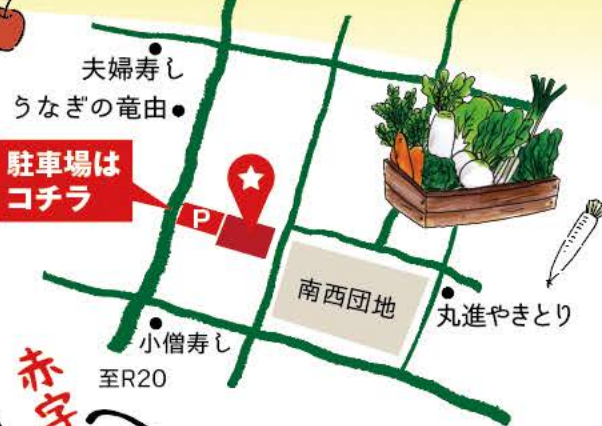 夫婦寿し
うなぎの竜由
駐車場は
コチラ
P
南西団地
丸進やきとり
小僧寿し
至R20
赤字